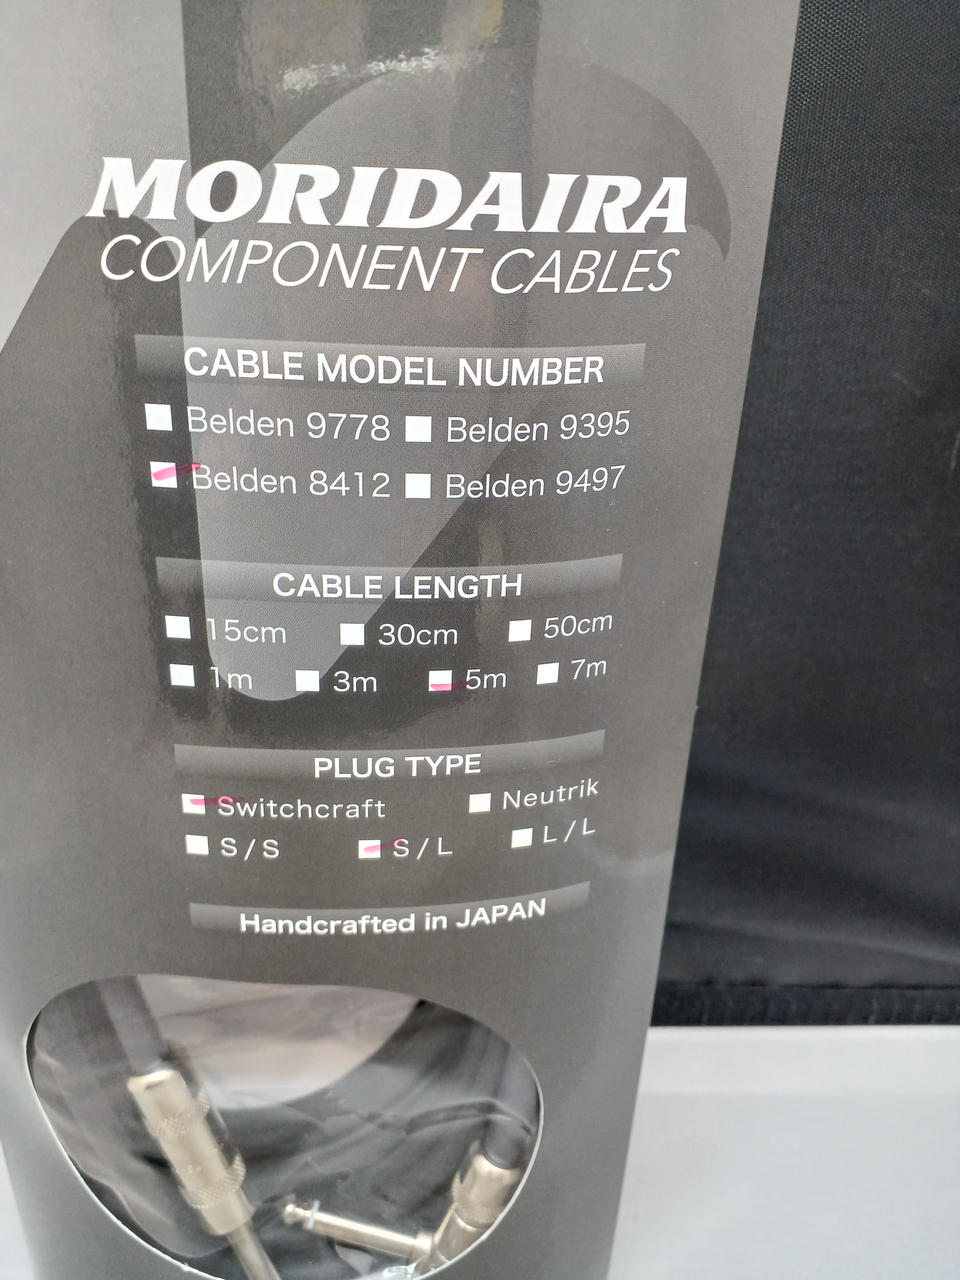 MORIDAIRA
COMPONENT CABLES
CABLE MODEL NUMBER
Belden 9778 Belden 9395
Belden 8412 Belden 9497
CABLE LENGTH
15cm 30cm 50cm
1m 3m 5m 7m
PLUG TYPE
Switchcraft Neutrik
S/S S/L L/L
Handcrafted in JAPAN